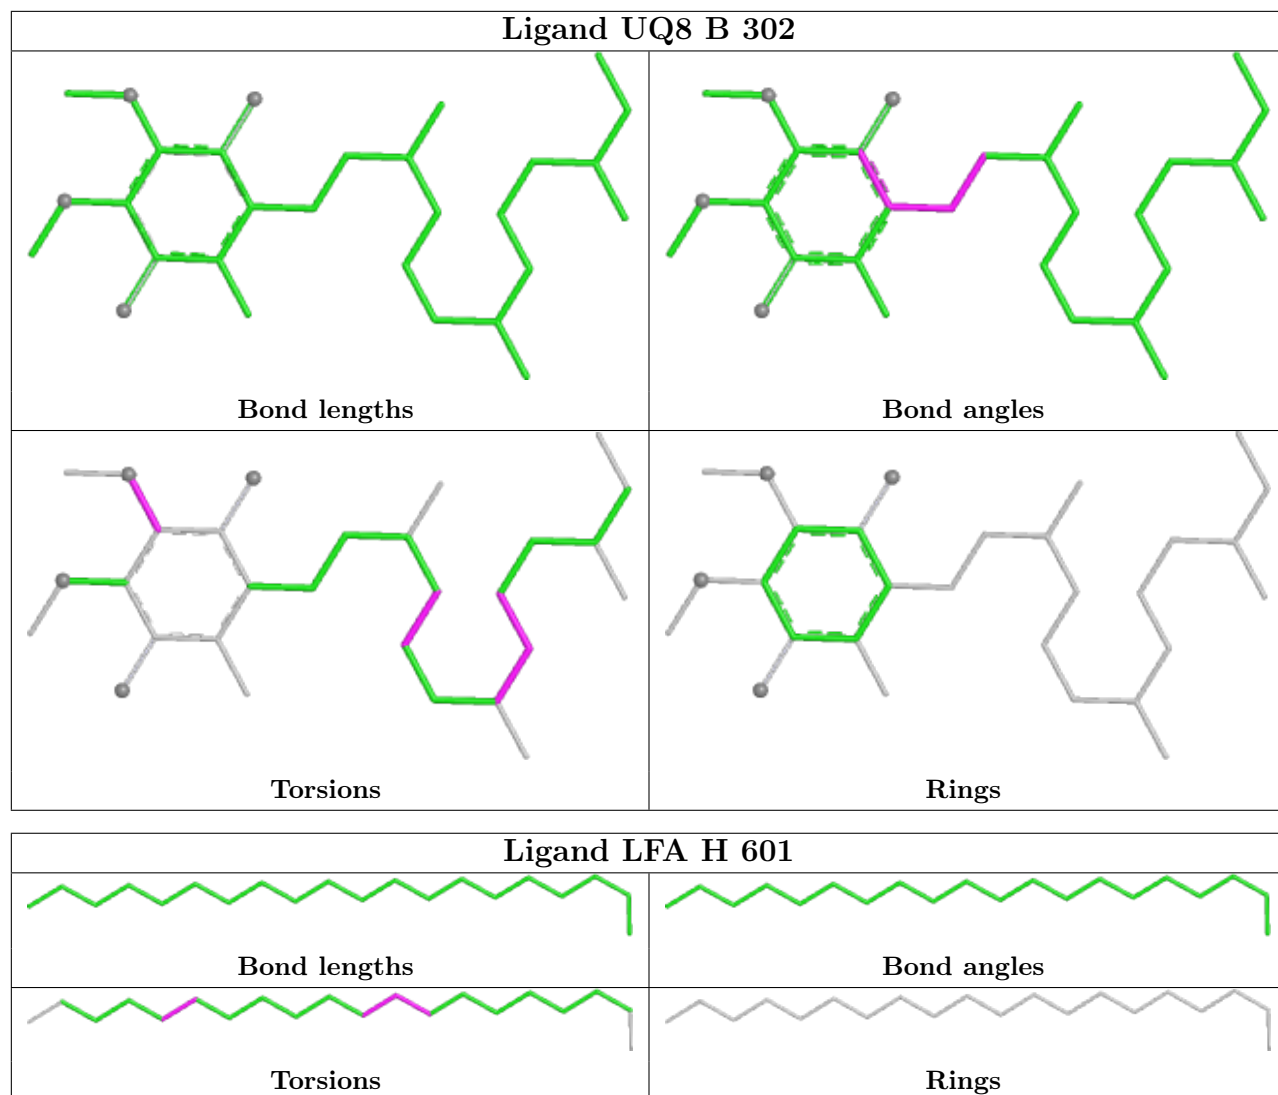 Ligand UQ8 B 302
Bond lengths
Bond angles
Torsions
Rings
Ligand LFA H 601
Bond lengths
Bond angles
Torsions
Rings